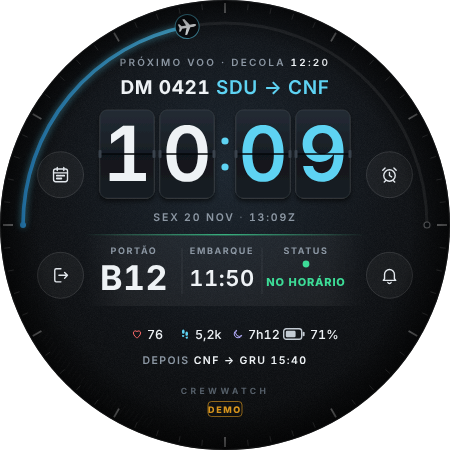 PRÓXIMO VOO · DECOLA 12:20
DM 0421 SDU → CNF
10:09
SEX 20 NOV · 13:09Z
PORTÃO EMBARQUE STATUS
B12 11:50 NO HORÁRIO
76 5,2k 7h12 71%
DEPOIS CNF → GRU 15:40
CREWWATCH
DEMO